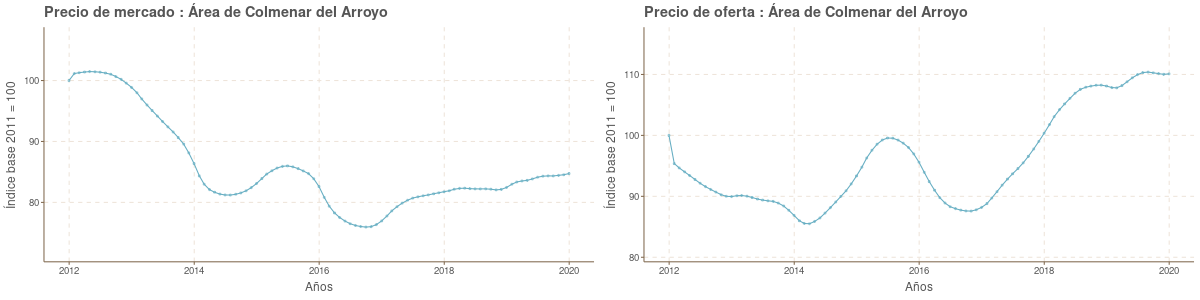 Precio de mercado : Área de Colmenar del Arroyo
Índice base 2011 = 100
100
90
80
2012
2014
2016
2018
2020
Años
Precio de oferta : Área de Colmenar del Arroyo
Índice base 2011 = 100
110
100
90
80
2012
2014
2016
2018
2020
Años